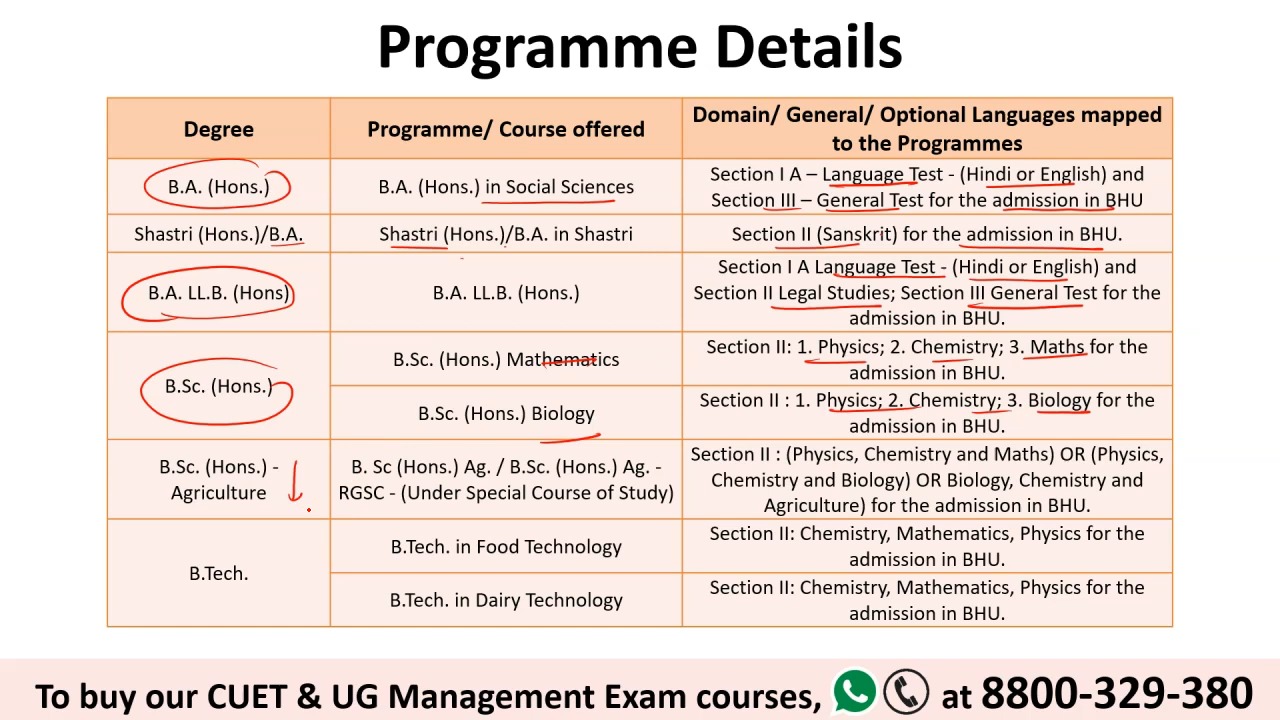 Programme Details
Degree
Programme/ Course offered
Domain/ General/ Optional Languages mapped
to the Programmes
B.A. (Hons.)
B.A. (Hons.) in Social Sciences
Section I A – Language Test - (Hindi or English) and
Section III – General Test for the admission in BHU
Shastri (Hons.)/B.A.
Shastri (Hons.)/B.A. in Shastri
Section II (Sanskrit) for the admission in BHU.
B.A. LL.B. (Hons)
B.A. LL.B. (Hons.)
Section I A Language Test - (Hindi or English) and
Section II Legal Studies; Section III General Test for the
admission in BHU.
B.Sc. (Hons.)
B.Sc. (Hons.) Mathematics
Section II: 1. Physics; 2. Chemistry; 3. Maths for the
admission in BHU.
B.Sc. (Hons.) Biology
Section II : 1. Physics; 2. Chemistry; 3. Biology for the
admission in BHU.
B.Sc. (Hons.) -
Agriculture
B. Sc (Hons.) Ag. / B.Sc. (Hons.) Ag. -
RGSC - (Under Special Course of Study)
Section II : (Physics, Chemistry and Maths) OR (Physics,
Chemistry and Biology) OR Biology, Chemistry and
Agriculture) for the admission in BHU.
B.Tech.
B.Tech. in Food Technology
Section II: Chemistry, Mathematics, Physics for the
admission in BHU.
B.Tech. in Dairy Technology
Section II: Chemistry, Mathematics, Physics for the
admission in BHU.
To buy our CUET & UG Management Exam courses, at 8800-329-380